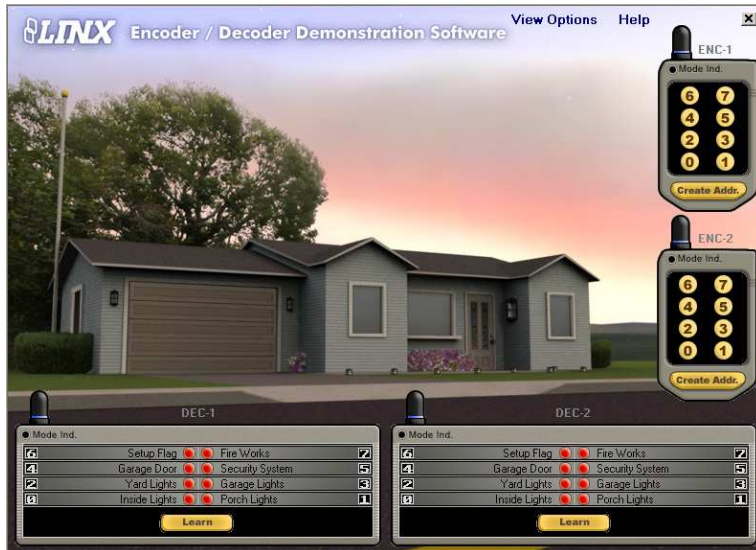 LINX Encoder / Decoder Demonstration Software
View Options Help X
ENC-1
Mode Ind.
6 7
4 5
2 3
0 1
Create Addr.
ENC-2
Mode Ind.
6 7
4 5
2 3
0 1
Create Addr.
DEC-1
Mode Ind.
6 Setup Flag Fire Works 7
4 Garage Door Security System 5
2 Yard Lights Garage Lights 3
0 Inside Lights Porch Lights 1
Learn
DEC-2
Mode Ind.
6 Setup Flag Fire Works 7
4 Garage Door Security System 5
2 Yard Lights Garage Lights 3
0 Inside Lights Porch Lights 1
Learn